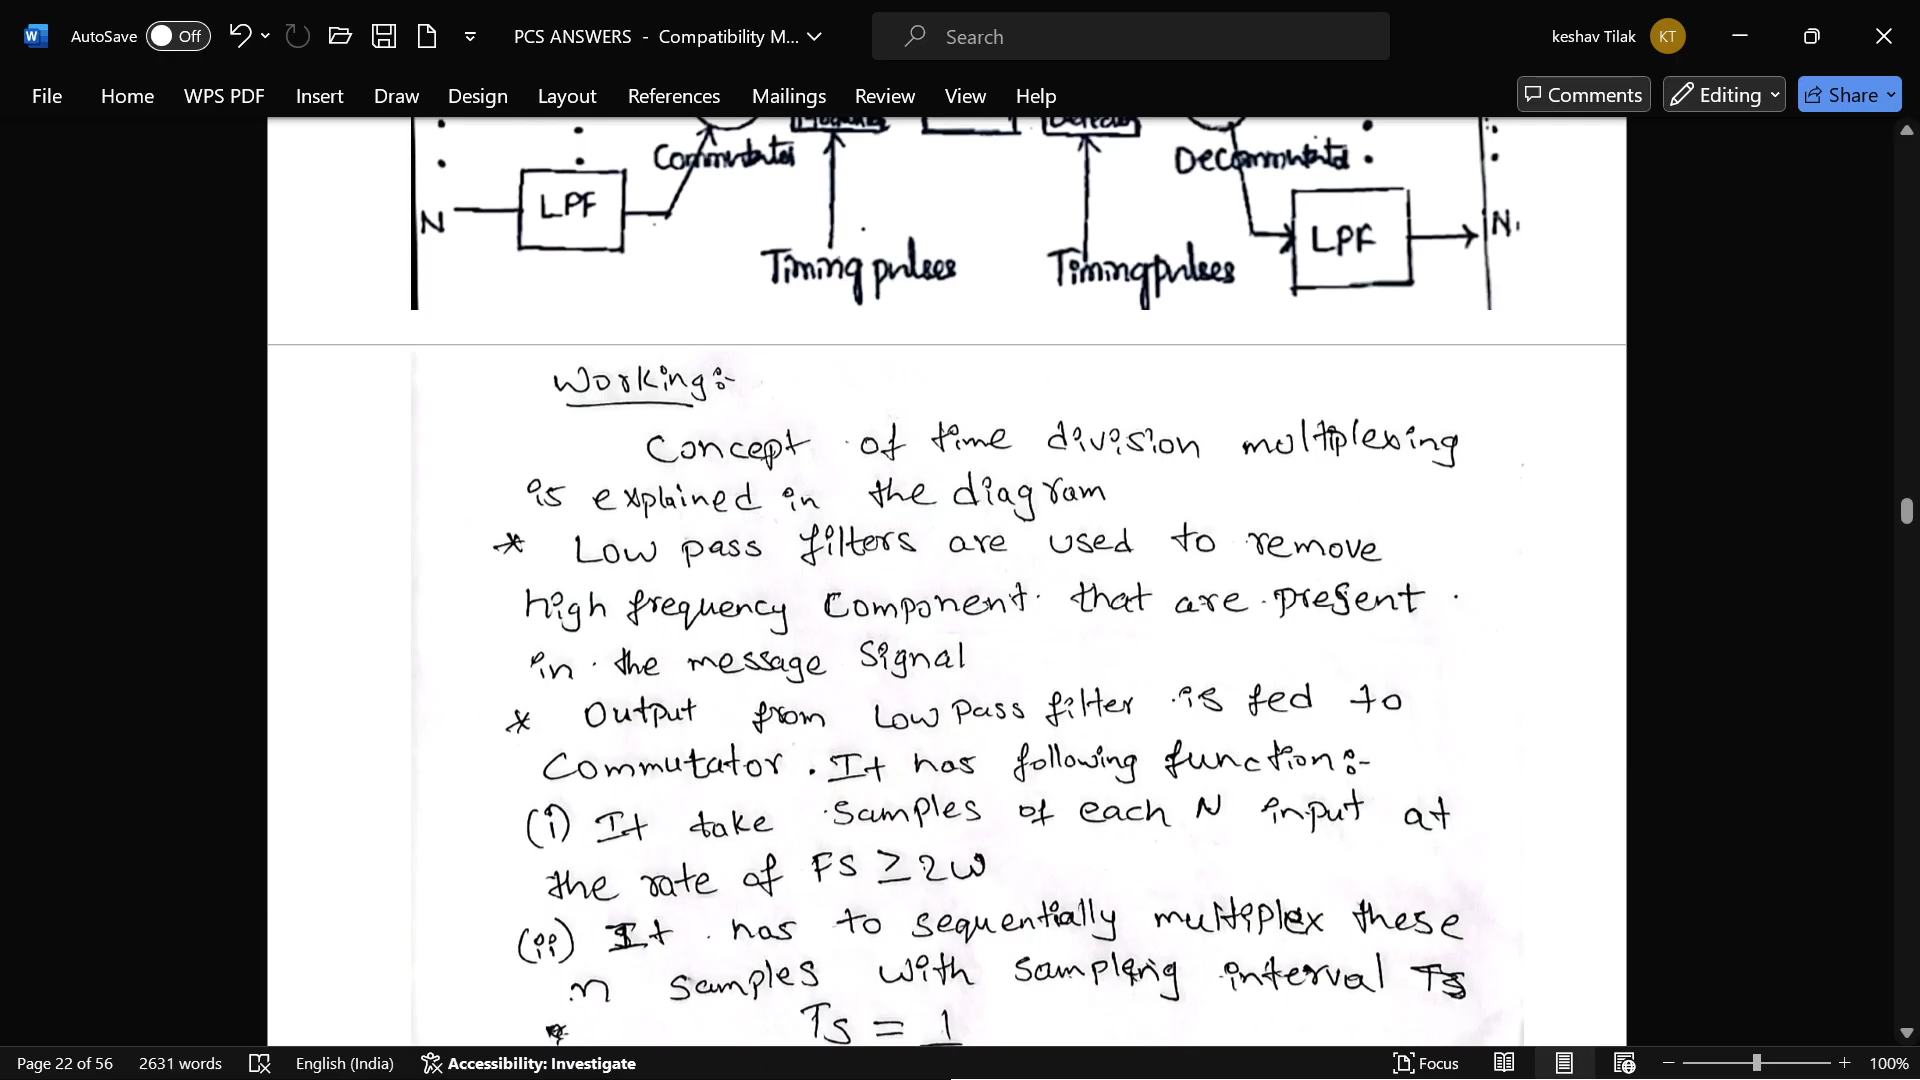 AutoSave Off PCS ANSWERS - Compatibility M... Search keshav Tilak KT
File Home WPS PDF Insert Draw Design Layout References Mailings Review View Help Comments Editing Share
Commutator Decommutator
N LPF LPF N
Timing pulses Timing pulses
Working:-
Concept of time division multiplexing
is explained in the diagram
* Low pass filters are used to remove
high frequency component that are present
in the message Signal
* Output from Low Pass filter is fed to
Commutator. It has following function:-
(i) It take samples of each N input at
the rate of FS ≥ 2W
(ii) It has to sequentially multiplex these
n samples with sampling interval Ts
* Ts = 1
Page 22 of 56 2631 words English (India) Accessibility: Investigate Focus 100%